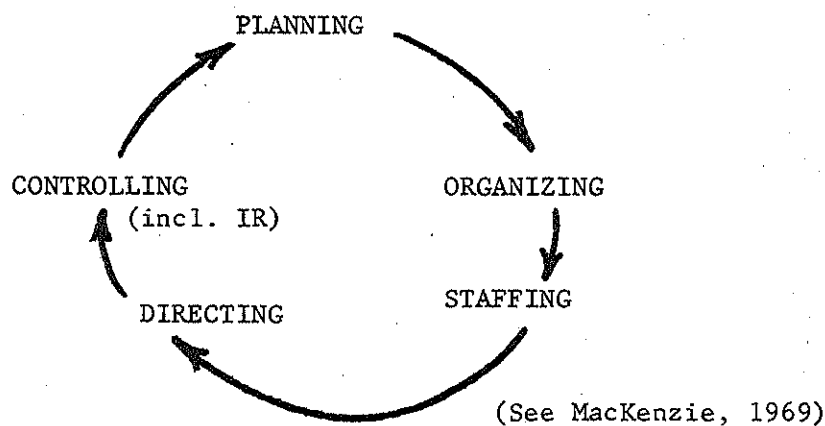 PLANNING
CONTROLLING
ORGANIZING
(incl. IR)
STAFFING
DIRECTING
(See MacKenzie, 1969)